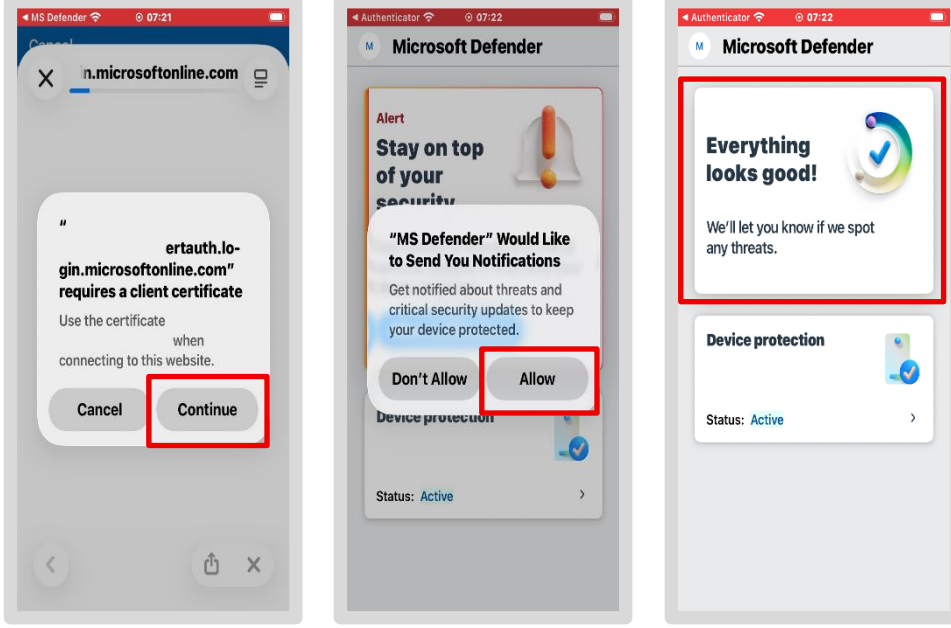 MS Defender
07:21
Cancel
n.microsoftonline.com
"
ertauth.lo-
gin.microsoftonline.com"
requires a client certificate
Use the certificate
when
connecting to this website.
Cancel
Continue
Authenticator
07:22
M
Microsoft Defender
Alert
Stay on top
of your
security
"MS Defender" Would Like
to Send You Notifications
Get notified about threats and
critical security updates to keep
your device protected.
Don't Allow
Allow
Device protection
Status: Active
Authenticator
07:22
M
Microsoft Defender
Everything
looks good!
We'll let you know if we spot
any threats.
Device protection
Status: Active